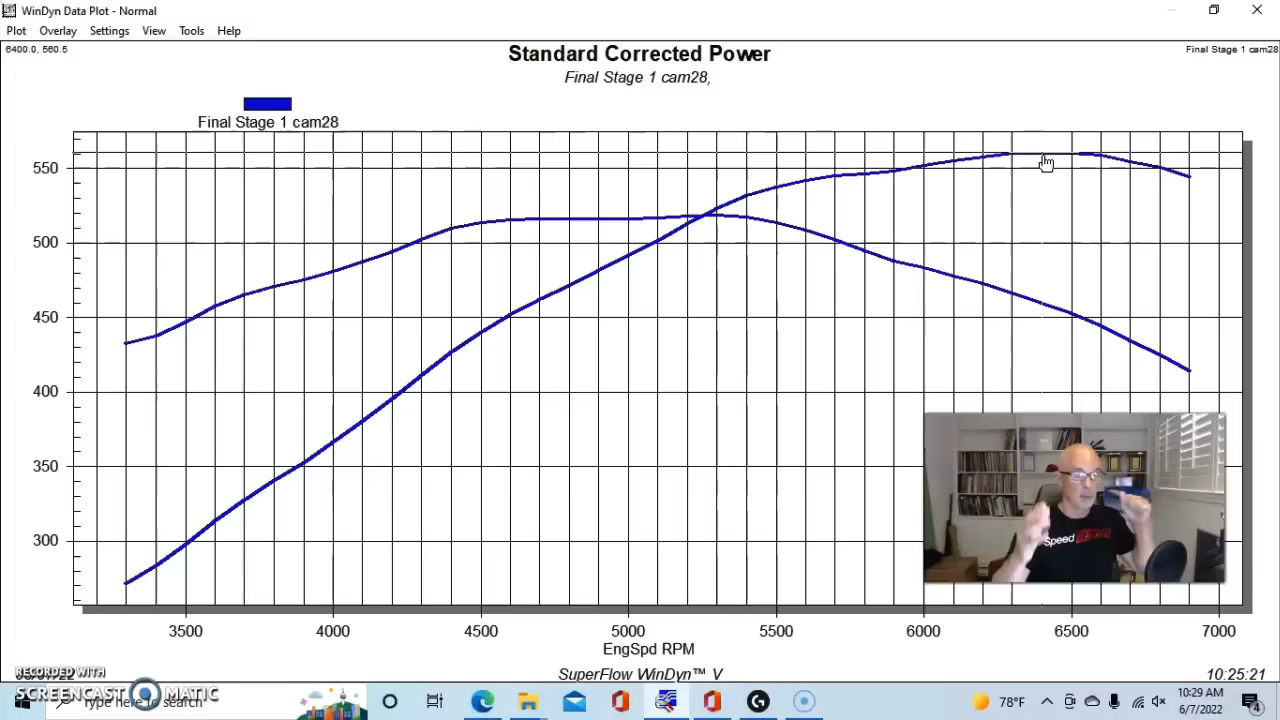 WinDyn Data Plot - Normal
Plot Overlay Settings View Tools Help
6400.0, 560.5
Final Stage 1 cam28
Standard Corrected Power
Final Stage 1 cam28,
Final Stage 1 cam28
550
500
450
400
350
300
3500 4000 4500 5000 5500 6000 6500 7000
EngSpd RPM
Speed
SuperFlow WinDyn™ V
10:25:21
RECORDED WITH
SCREENCAST MATIC
Type here to search
78°F
10:29 AM
6/7/2022
4